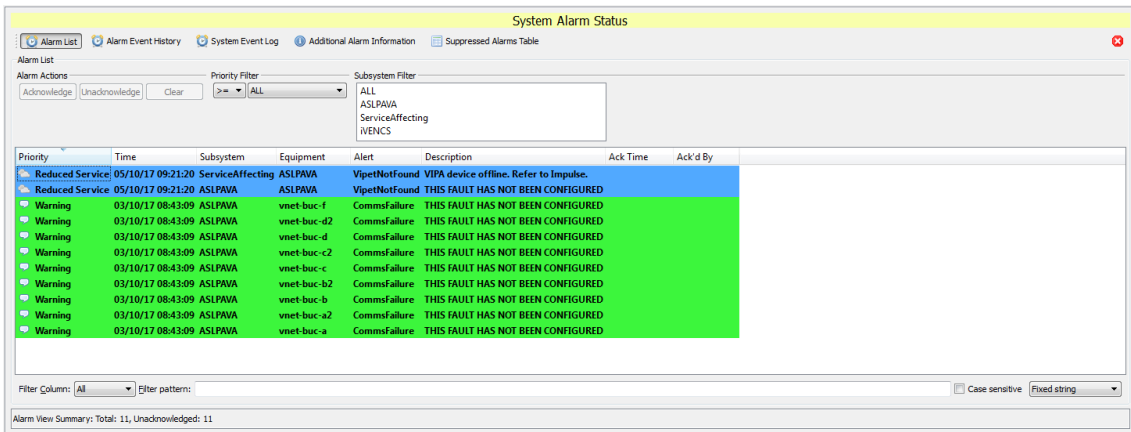 System Alarm Status
Alarm List Alarm Event History System Event Log Additional Alarm Information Suppressed Alarms Table
Alarm List
Alarm Actions Priority Filter Subsystem Filter
Acknowledge Unacknowledge Clear >= ALL ALL
ASLPAVA
ServiceAffecting
iVENCS
Priority Time Subsystem Equipment Alert Description Ack Time Ack'd By
Reduced Service 05/10/17 09:21:20 ServiceAffecting ASLPAVA VipetNotFound VIPA device offline. Refer to Impulse.
Reduced Service 05/10/17 09:21:20 ASLPAVA ASLPAVA VipetNotFound THIS FAULT HAS NOT BEEN CONFIGURED
Warning 03/10/17 08:43:09 ASLPAVA vnet-buc-f CommsFailure THIS FAULT HAS NOT BEEN CONFIGURED
Warning 03/10/17 08:43:09 ASLPAVA vnet-buc-d2 CommsFailure THIS FAULT HAS NOT BEEN CONFIGURED
Warning 03/10/17 08:43:09 ASLPAVA vnet-buc-d CommsFailure THIS FAULT HAS NOT BEEN CONFIGURED
Warning 03/10/17 08:43:09 ASLPAVA vnet-buc-c2 CommsFailure THIS FAULT HAS NOT BEEN CONFIGURED
Warning 03/10/17 08:43:09 ASLPAVA vnet-buc-c CommsFailure THIS FAULT HAS NOT BEEN CONFIGURED
Warning 03/10/17 08:43:09 ASLPAVA vnet-buc-b2 CommsFailure THIS FAULT HAS NOT BEEN CONFIGURED
Warning 03/10/17 08:43:09 ASLPAVA vnet-buc-b CommsFailure THIS FAULT HAS NOT BEEN CONFIGURED
Warning 03/10/17 08:43:09 ASLPAVA vnet-buc-a2 CommsFailure THIS FAULT HAS NOT BEEN CONFIGURED
Warning 03/10/17 08:43:09 ASLPAVA vnet-buc-a CommsFailure THIS FAULT HAS NOT BEEN CONFIGURED
Filter Column: All Filter pattern: Case sensitive Fixed string
Alarm View Summary: Total: 11, Unacknowledged: 11